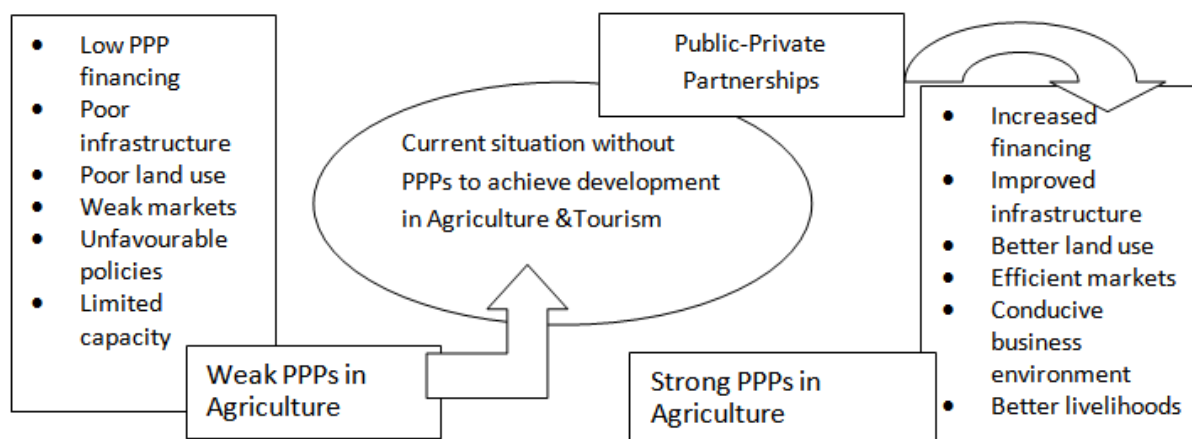 • Low PPP
financing
• Poor
infrastructure
• Poor land use
• Weak markets
• Unfavourable
policies
• Limited
capacity
Weak PPPs in
Agriculture
Current situation without
PPPs to achieve development
in Agriculture &Tourism
Public-Private
Partnerships
Strong PPPs in
Agriculture
• Increased
financing
• Improved
infrastructure
• Better land use
• Efficient markets
• Conducive
business
environment
• Better livelihoods